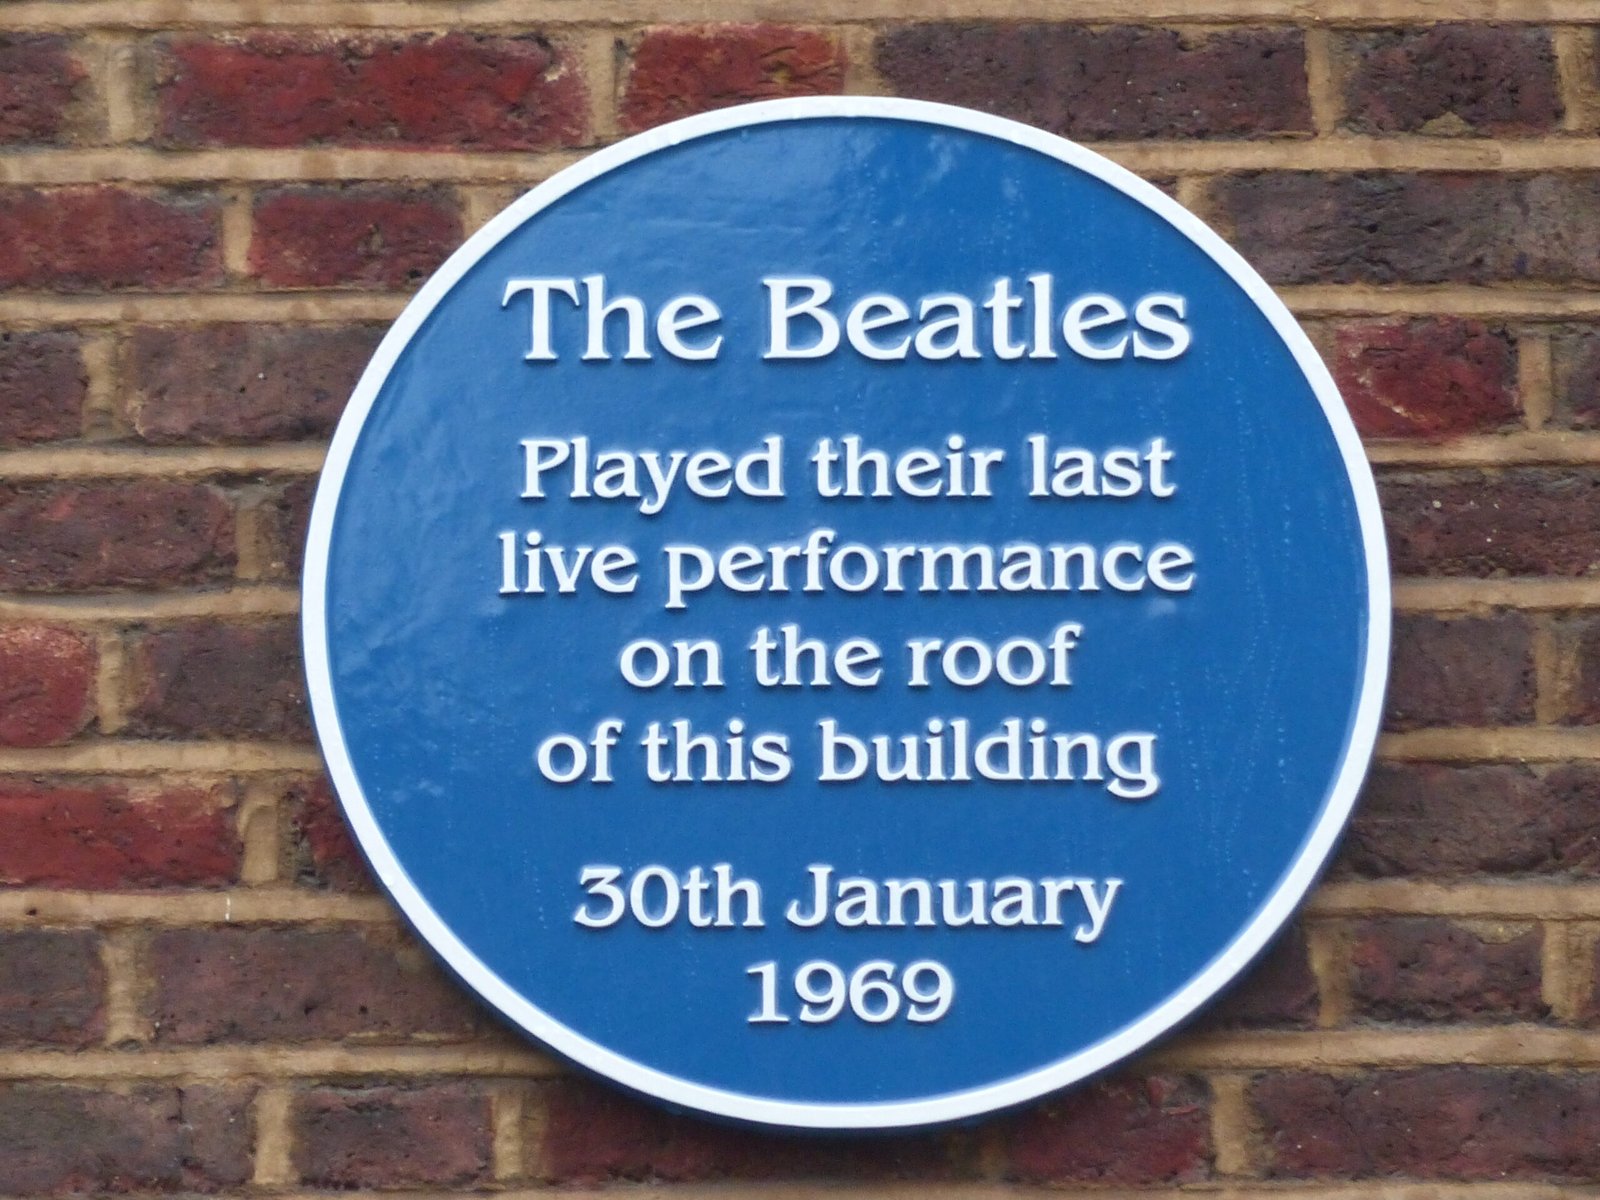 The Beatles
Played their last
live performance
on the roof
of this building
30th January
1969